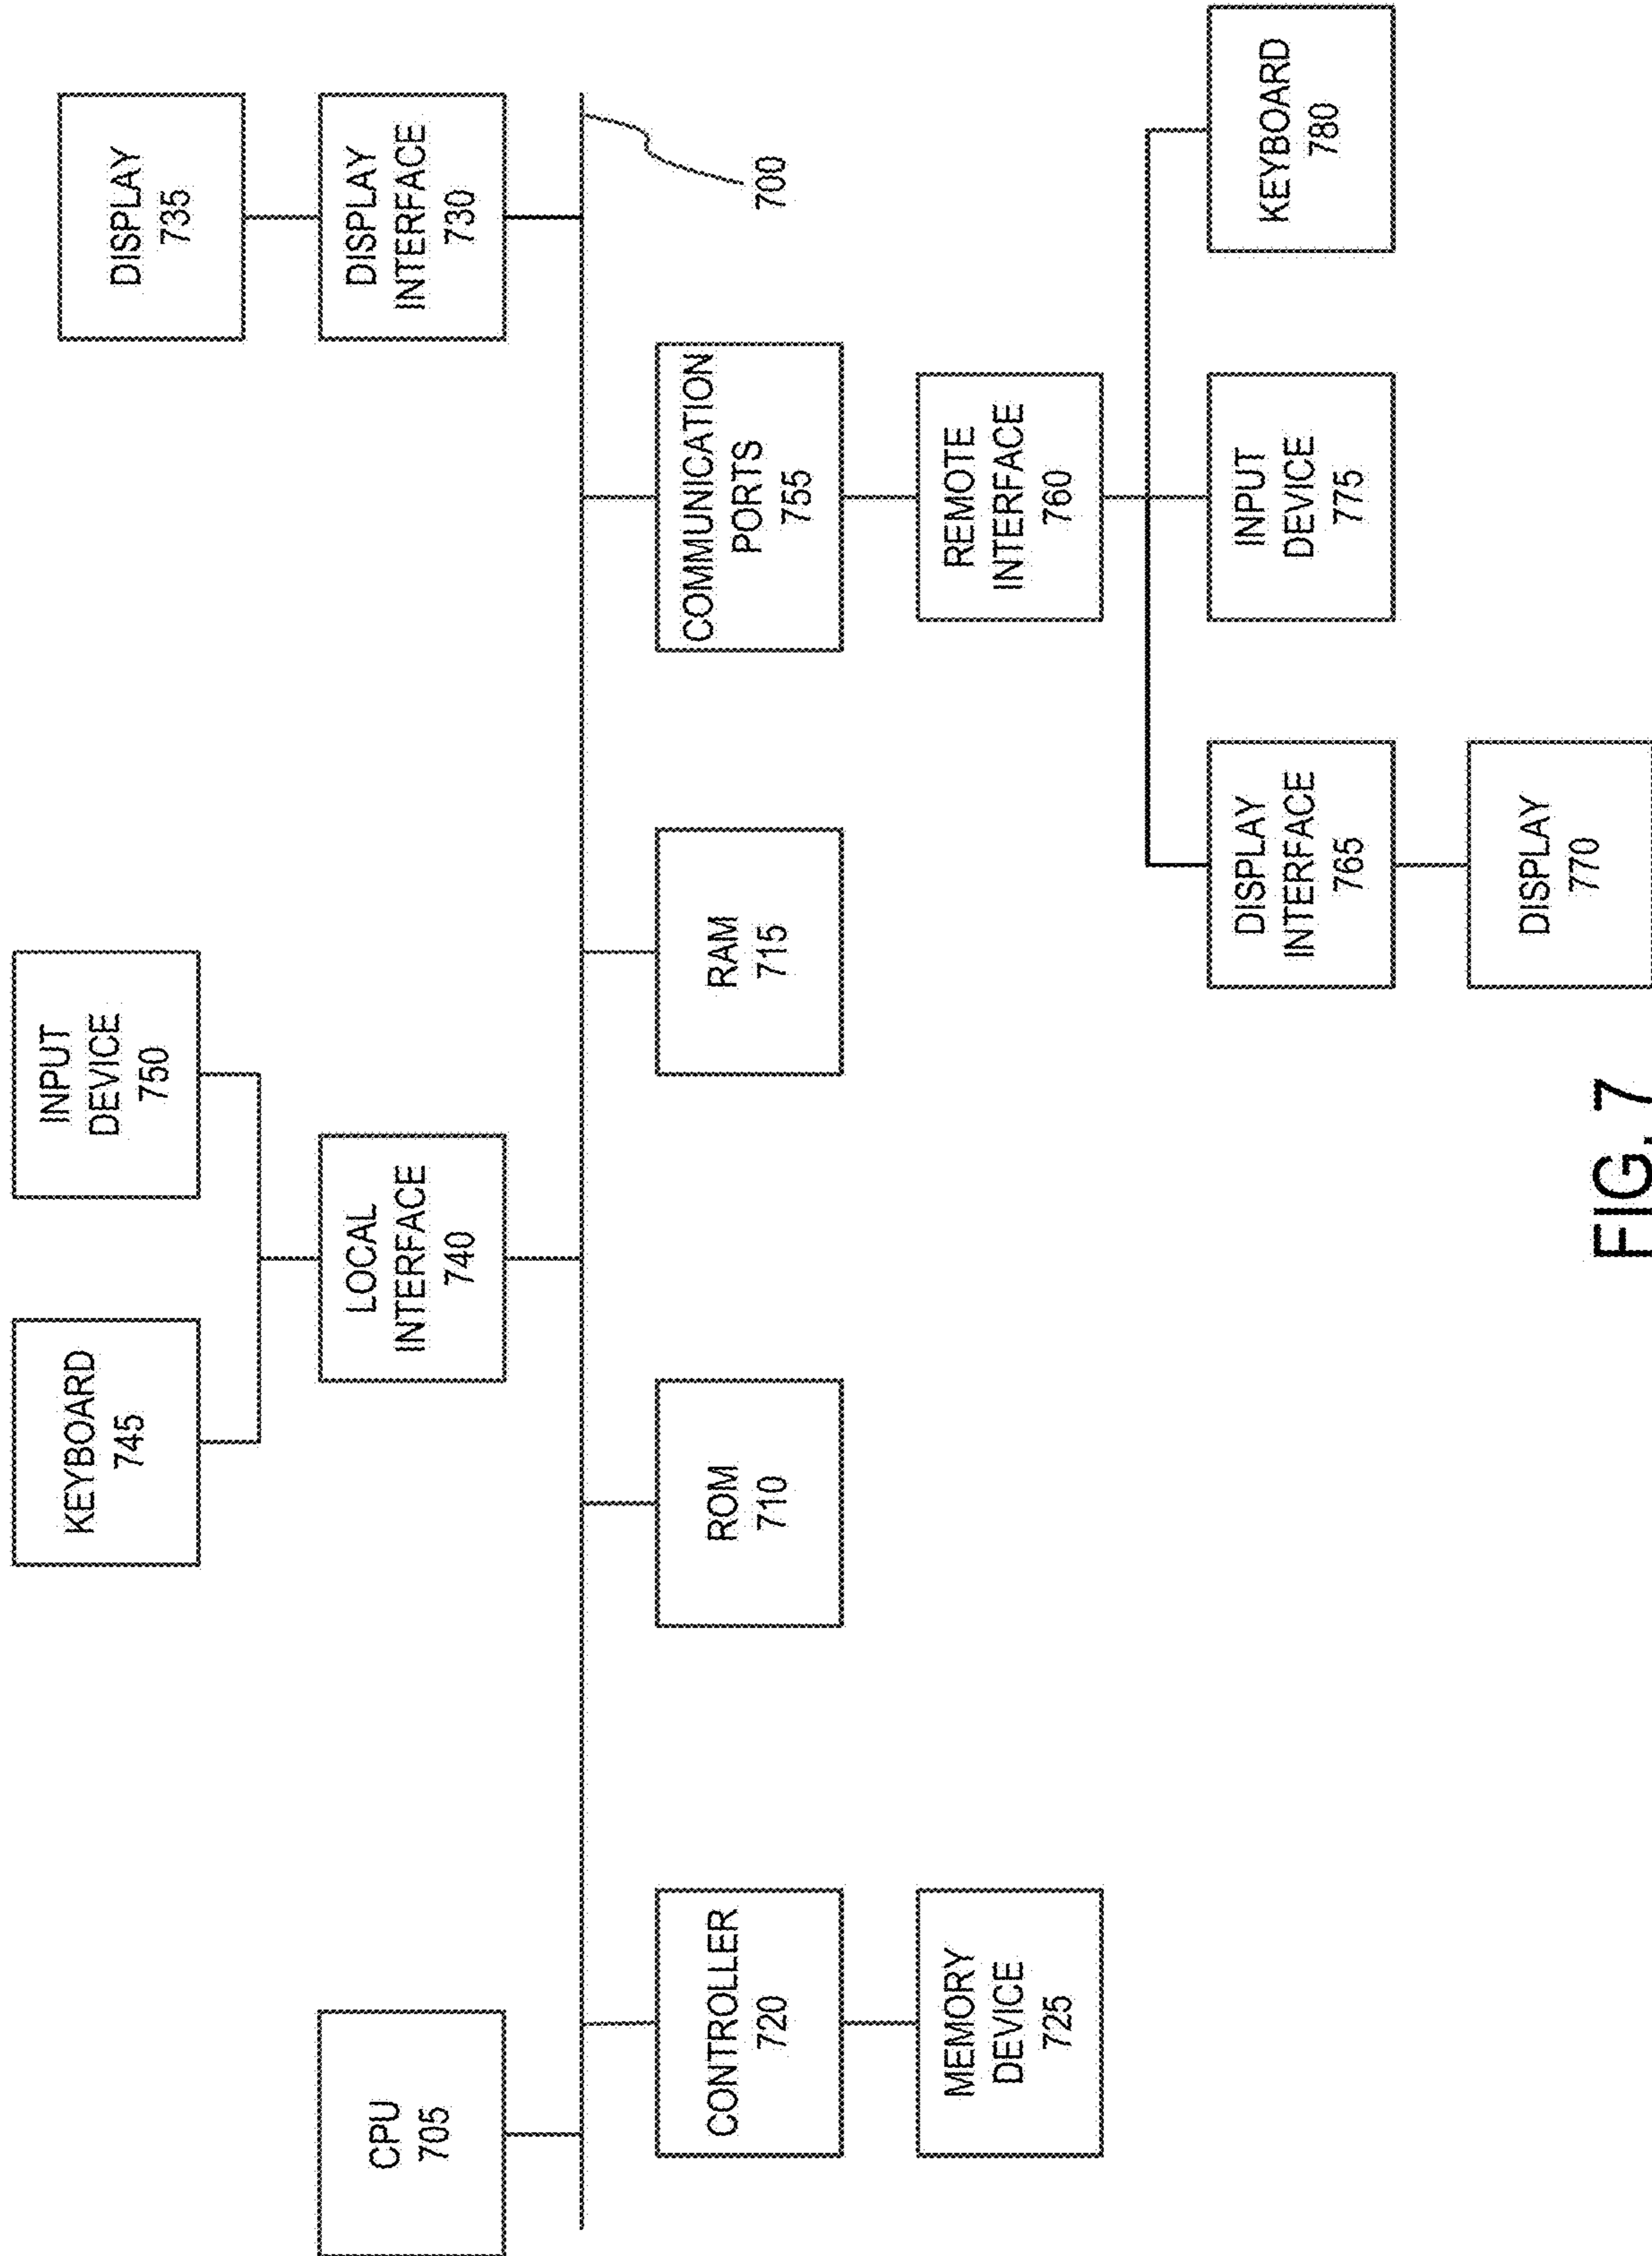 KEYBOARD
745
INPUT
DEVICE
750
DISPLAY
735
CPU
705
LOCAL
INTERFACE
740
DISPLAY
INTERFACE
730
700
CONTROLLER
720
ROM
710
RAM
715
COMMUNICATION
PORTS
755
MEMORY
DEVICE
725
REMOTE
INTERFACE
760
DISPLAY
INTERFACE
765
INPUT
DEVICE
775
KEYBOARD
780
DISPLAY
770
FIG. 7